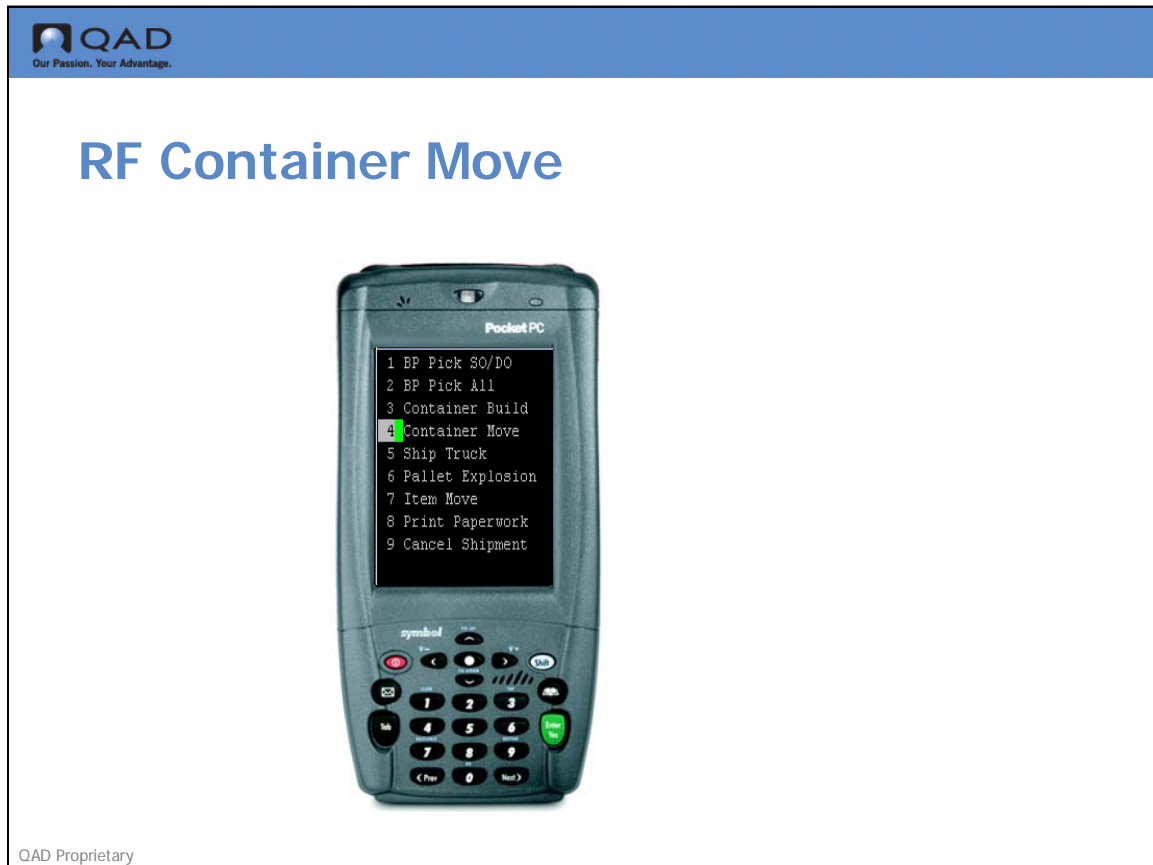 QAD
Our Passion. Your Advantage.
RF Container Move
Pocket PC
1 BP Pick SO/DO
2 BP Pick All
3 Container Build
4 Container Move
5 Ship Truck
6 Pallet Explosion
7 Item Move
8 Print Paperwork
9 Cancel Shipment
symbol
Shift
1 2 3
Tab 4 5 6 Enter Yes
7 8 9
< Prev 0 Next >
QAD Proprietary